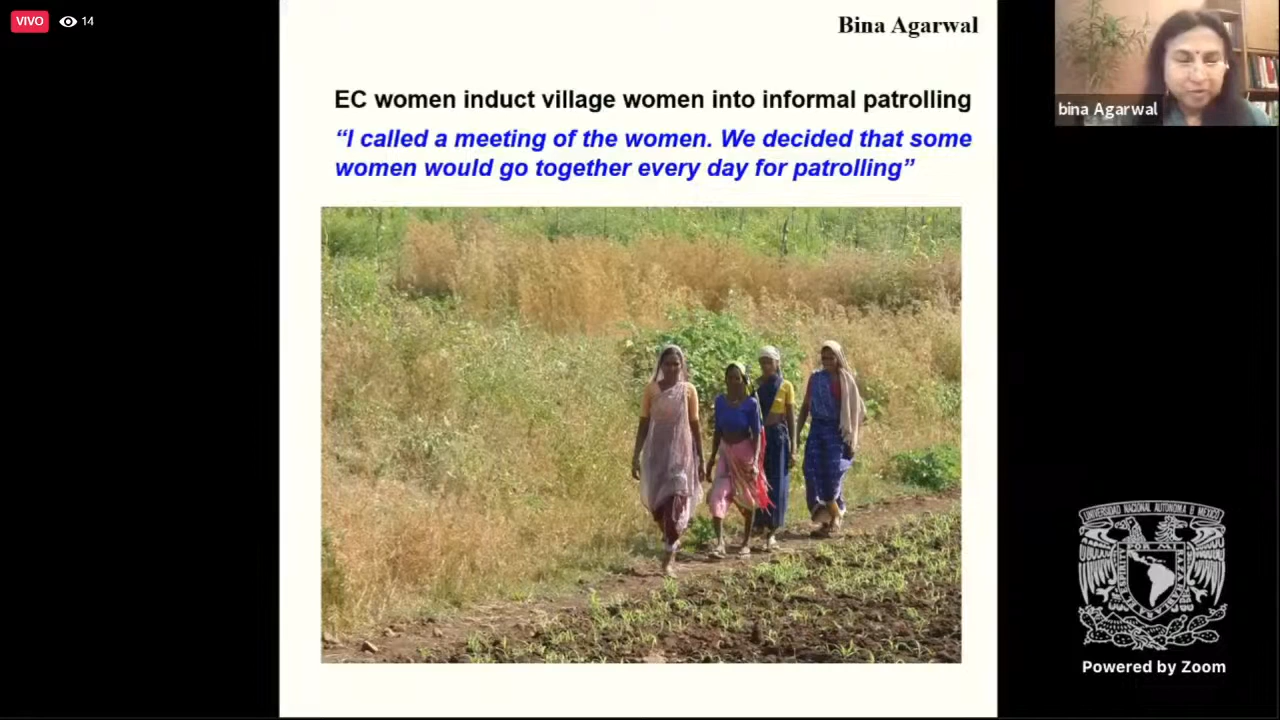 VIVO 14
Bina Agarwal
bina Agarwal
EC women induct village women into informal patrolling
“I called a meeting of the women. We decided that some
women would go together every day for patrolling”
UNIVERSIDAD NACIONAL AUTONOMA
MEXICO
POR MI
Powered by Zoom